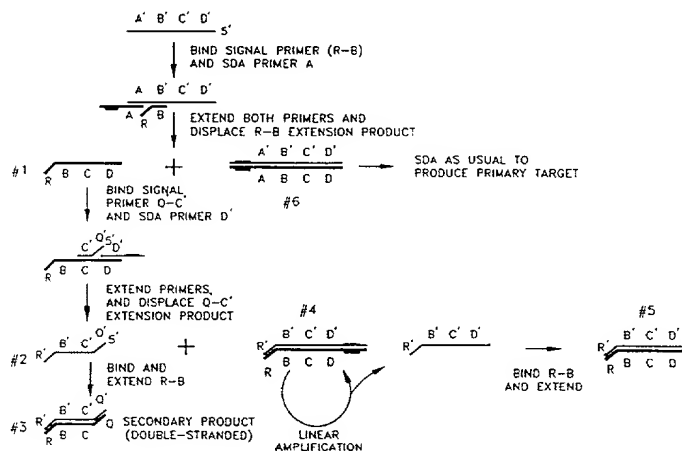 A' B' C' D'
5'
BIND SIGNAL PRIMER (R-B)
AND SDA PRIMER A
A B' C' D'
A R B
EXTEND BOTH PRIMERS AND
DISPLACE R-B EXTENSION PRODUCT
#1
R B C D
+
A' B' C' D'
A B C D
#6
SDA AS USUAL TO
PRODUCE PRIMARY TARGET
BIND SIGNAL
PRIMER Q-C'
AND SDA PRIMER D'
C' Q' 5' D'
R B C D
EXTEND PRIMERS,
AND DISPLACE Q-C'
EXTENSION PRODUCT
#2
R' B' C' Q' 5'
+
#4
R' B' C' D'
R B C D
LINEAR
AMPLIFICATION
R' B' C' D'
BIND R-B
AND EXTEND
#5
R' B' C' D'
R B C D
BIND AND
EXTEND R-B
#3
R' B' C' Q'
R B C Q
SECONDARY PRODUCT
(DOUBLE-STRANDED)